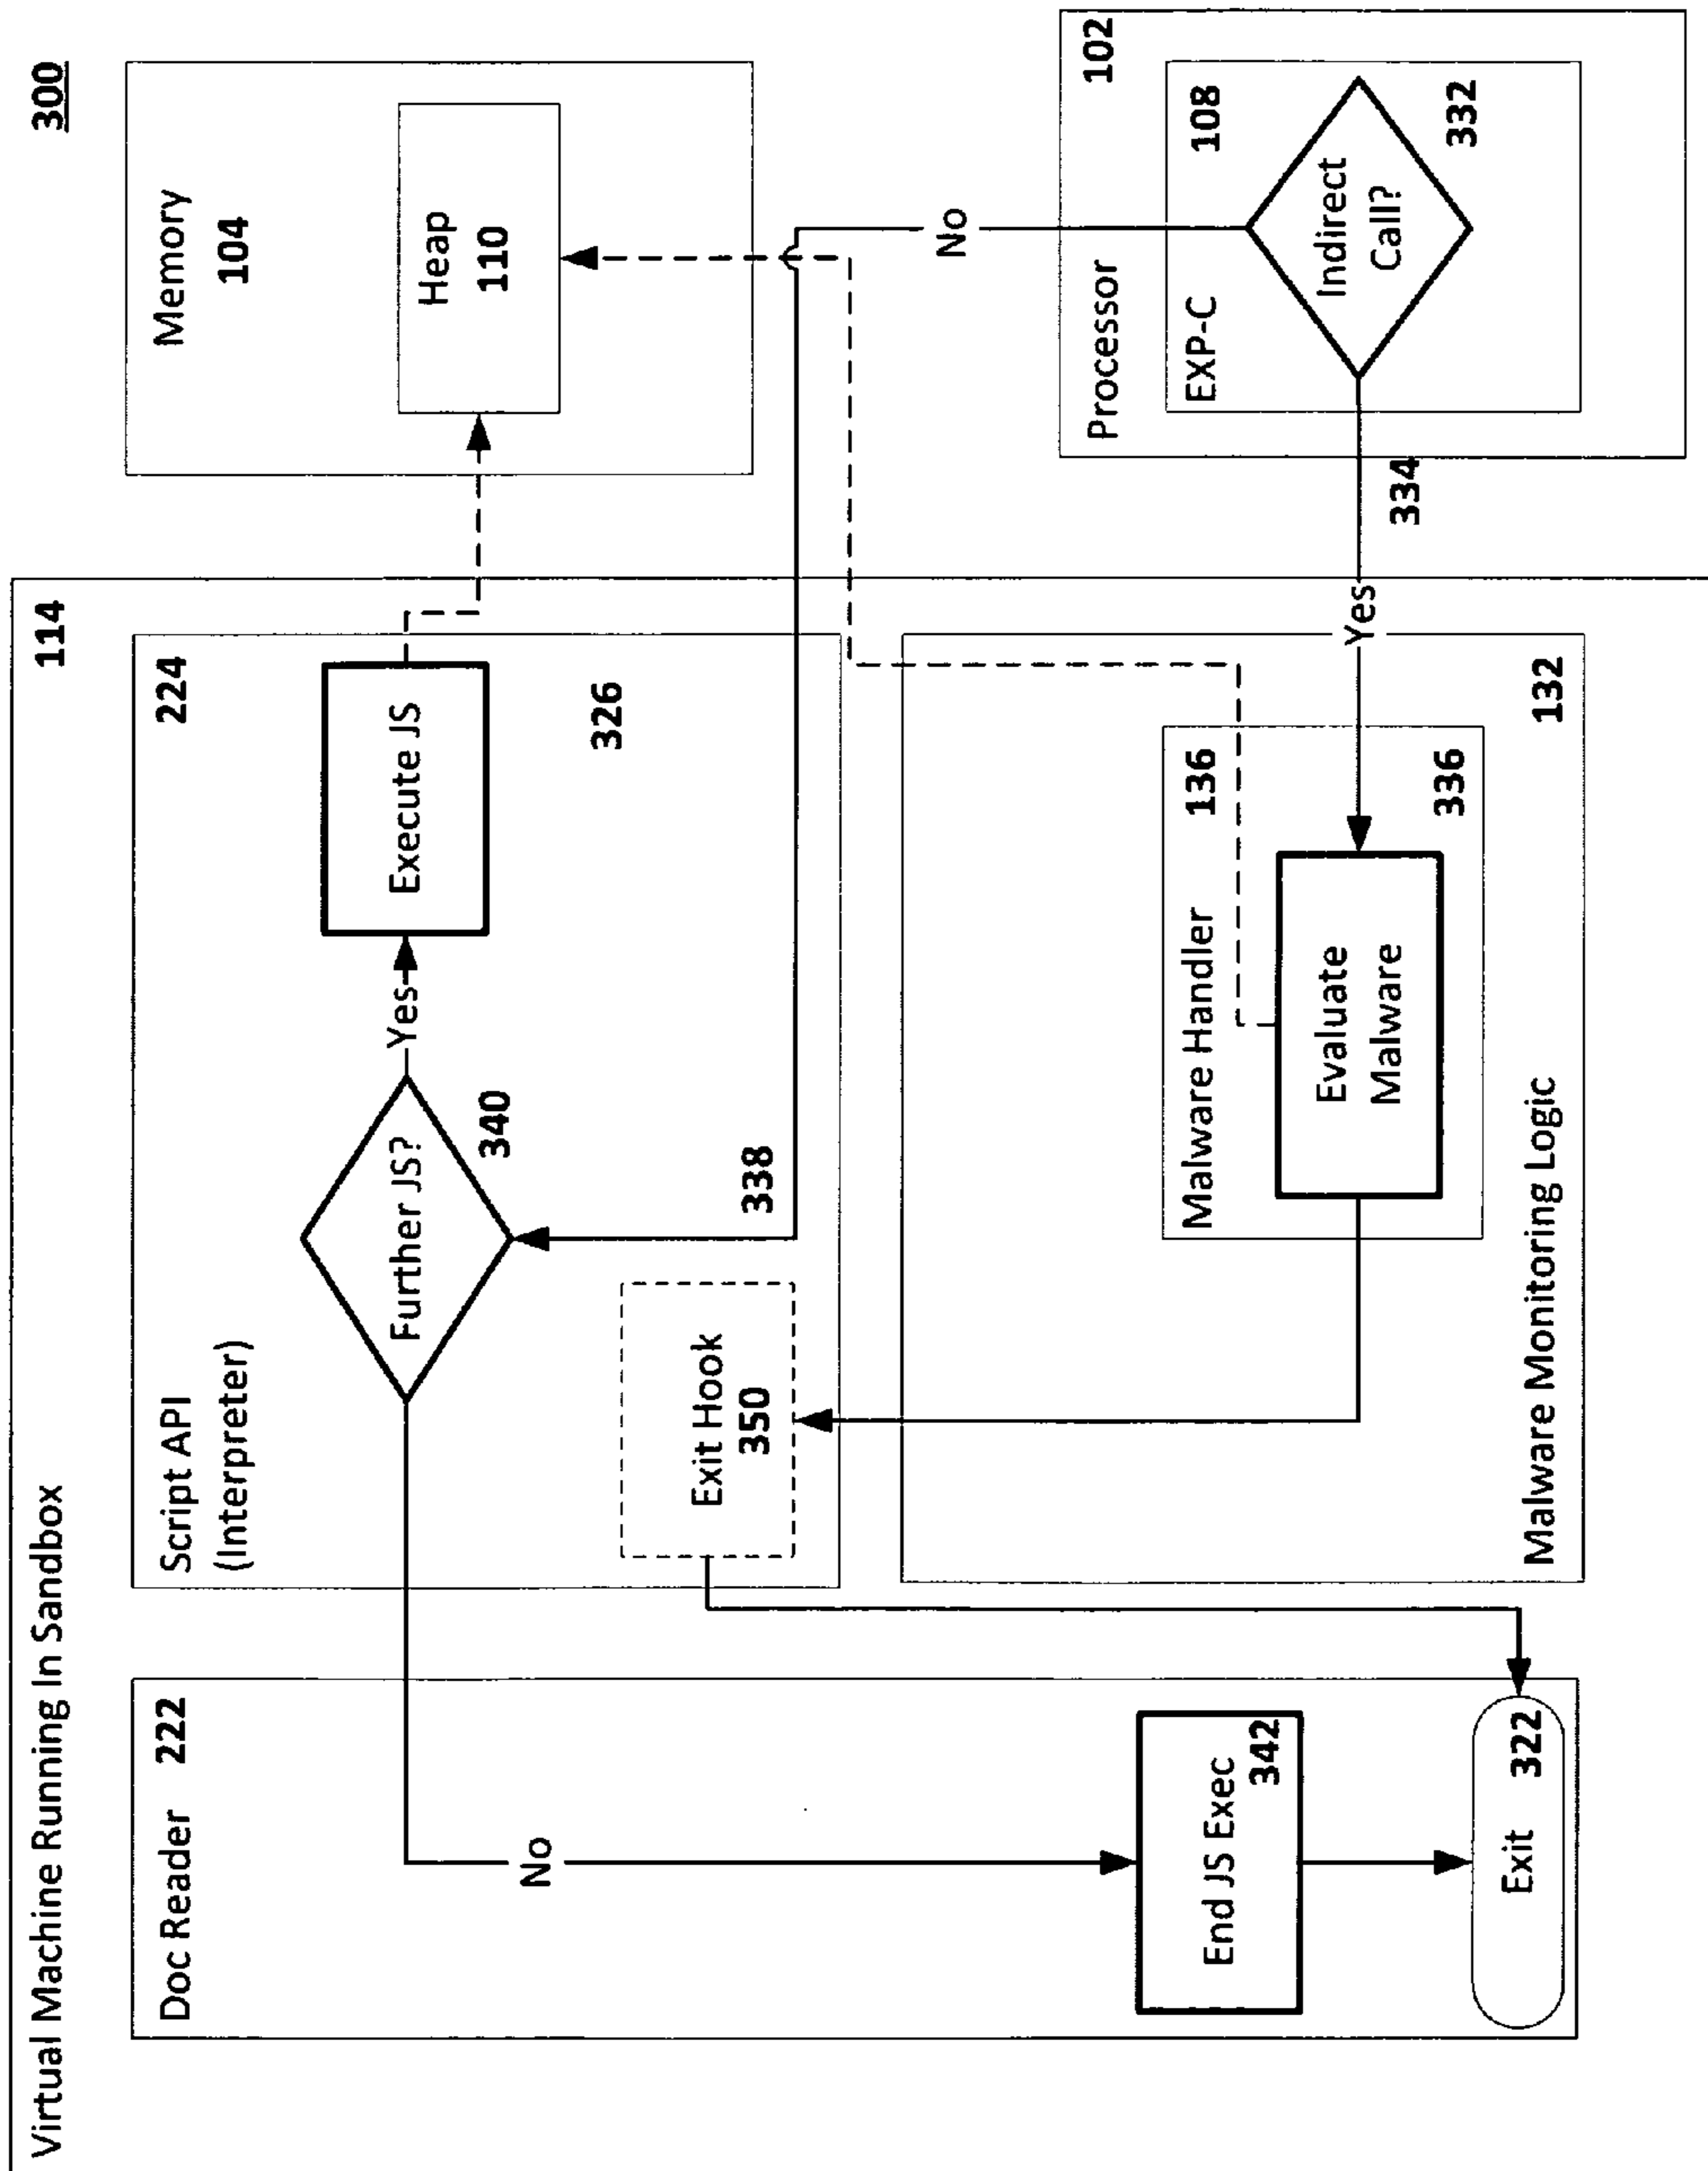 Virtual Machine Running In Sandbox
114
300
Doc Reader 222
No
End JS Exec
342
Exit 322
Script API
(Interpreter)
224
Further JS?
340
Yes
Execute JS
326
338
Exit Hook
350
Malware Monitoring Logic
132
Malware Handler 136
Evaluate
Malware
336
Yes
334
Memory
104
Heap
110
No
Processor
102
EXP-C
108
Indirect
Call?
332